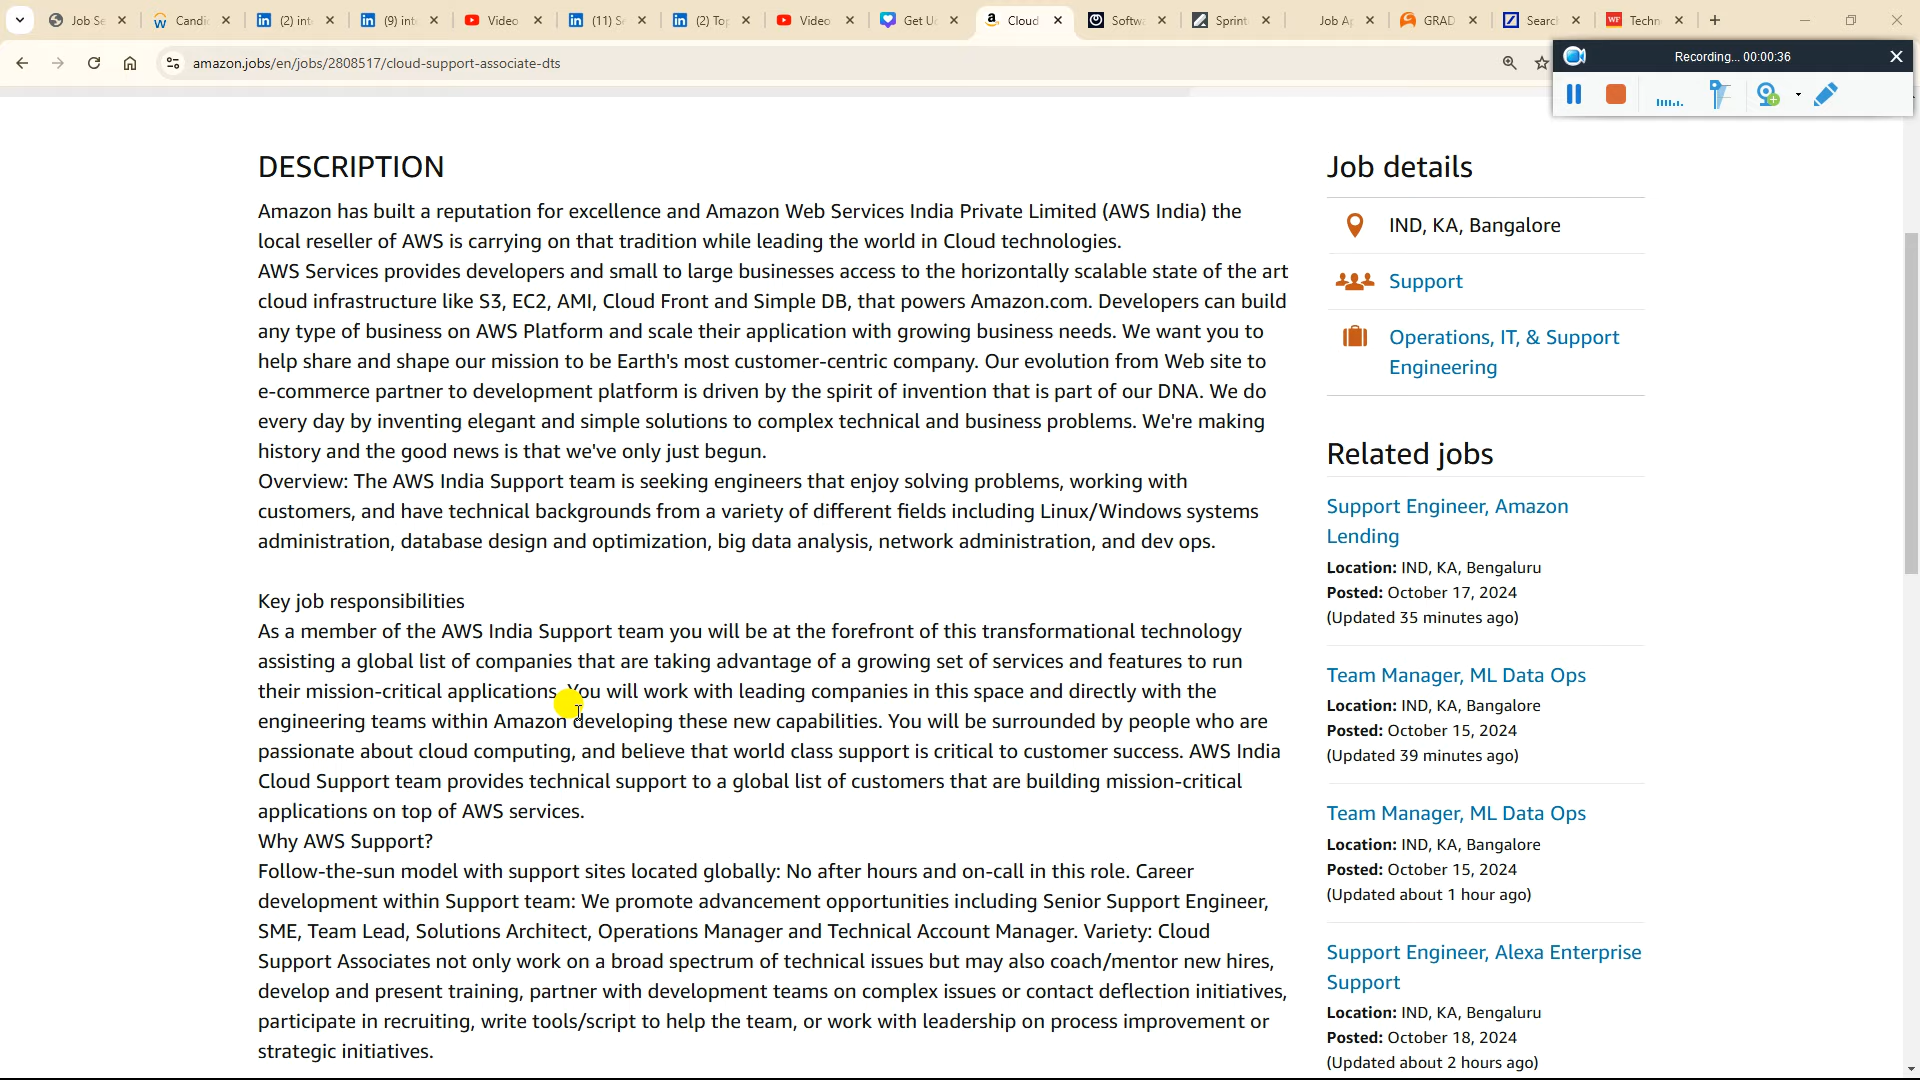 Job Se
Candi
(2) int
(9) int
Video
(11) S
(2) To
Video
Get U
Cloud
Softw
Sprint
Job A
GRAD
Searc
Techn
amazon.jobs/en/jobs/2808517/cloud-support-associate-dts
Recording... 00:00:36
DESCRIPTION
Amazon has built a reputation for excellence and Amazon Web Services India Private Limited (AWS India) the
local reseller of AWS is carrying on that tradition while leading the world in Cloud technologies.
AWS Services provides developers and small to large businesses access to the horizontally scalable state of the art
cloud infrastructure like S3, EC2, AMI, Cloud Front and Simple DB, that powers Amazon.com. Developers can build
any type of business on AWS Platform and scale their application with growing business needs. We want you to
help share and shape our mission to be Earth's most customer-centric company. Our evolution from Web site to
e-commerce partner to development platform is driven by the spirit of invention that is part of our DNA. We do
every day by inventing elegant and simple solutions to complex technical and business problems. We're making
history and the good news is that we've only just begun.
Overview: The AWS India Support team is seeking engineers that enjoy solving problems, working with
customers, and have technical backgrounds from a variety of different fields including Linux/Windows systems
administration, database design and optimization, big data analysis, network administration, and dev ops.
Key job responsibilities
As a member of the AWS India Support team you will be at the forefront of this transformational technology
assisting a global list of companies that are taking advantage of a growing set of services and features to run
their mission-critical applications. You will work with leading companies in this space and directly with the
engineering teams within Amazon developing these new capabilities. You will be surrounded by people who are
passionate about cloud computing, and believe that world class support is critical to customer success. AWS India
Cloud Support team provides technical support to a global list of customers that are building mission-critical
applications on top of AWS services.
Why AWS Support?
Follow-the-sun model with support sites located globally: No after hours and on-call in this role. Career
development within Support team: We promote advancement opportunities including Senior Support Engineer,
SME, Team Lead, Solutions Architect, Operations Manager and Technical Account Manager. Variety: Cloud
Support Associates not only work on a broad spectrum of technical issues but may also coach/mentor new hires,
develop and present training, partner with development teams on complex issues or contact deflection initiatives,
participate in recruiting, write tools/script to help the team, or work with leadership on process improvement or
strategic initiatives.
Job details
IND, KA, Bangalore
Support
Operations, IT, & Support
Engineering
Related jobs
Support Engineer, Amazon
Lending
Location: IND, KA, Bengaluru
Posted: October 17, 2024
(Updated 35 minutes ago)
Team Manager, ML Data Ops
Location: IND, KA, Bangalore
Posted: October 15, 2024
(Updated 39 minutes ago)
Team Manager, ML Data Ops
Location: IND, KA, Bangalore
Posted: October 15, 2024
(Updated about 1 hour ago)
Support Engineer, Alexa Enterprise
Support
Location: IND, KA, Bengaluru
Posted: October 18, 2024
(Updated about 2 hours ago)